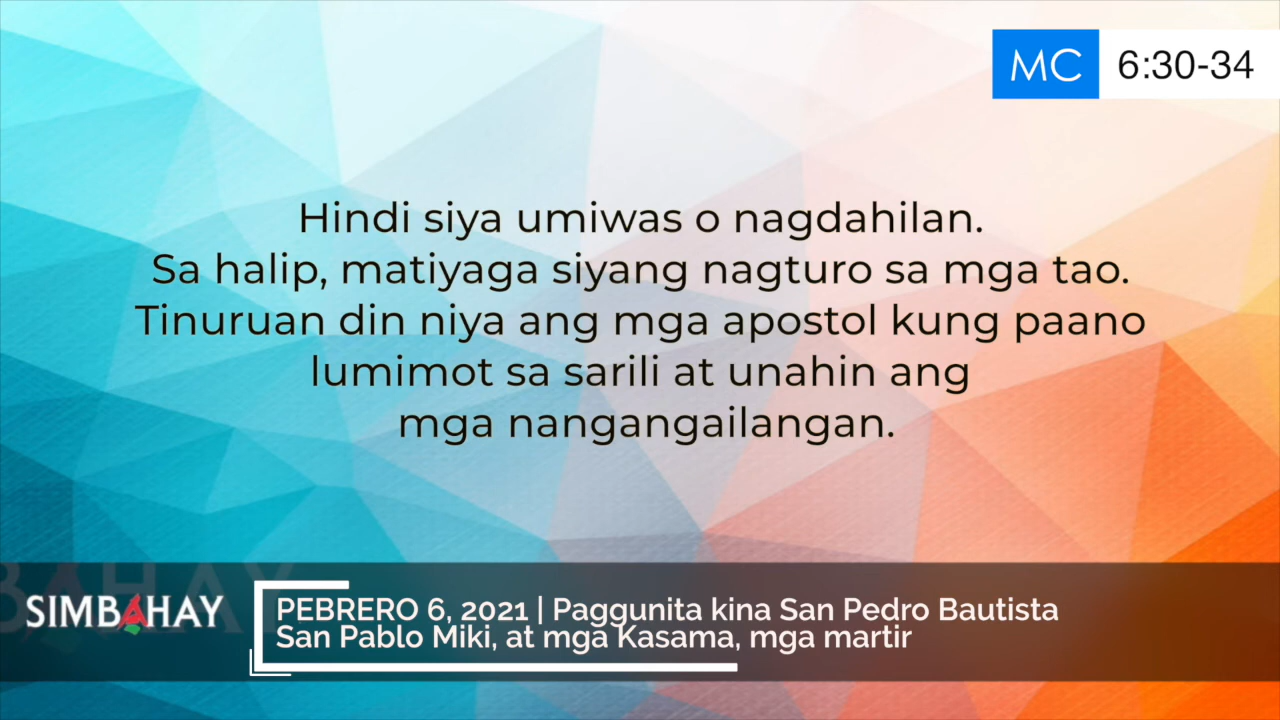 MC 6:30-34
Hindi siya umiwas o nagdahilan.
Sa halip, matiyaga siyang nagturo sa mga tao.
Tinuruan din niya ang mga apostol kung paano
lumimot sa sarili at unahin ang
mga nangangailangan.
SIMBAHAY
PEBRERO 6, 2021 | Paggunita kina San Pedro Bautista
San Pablo Miki, at mga Kasama, mga martir